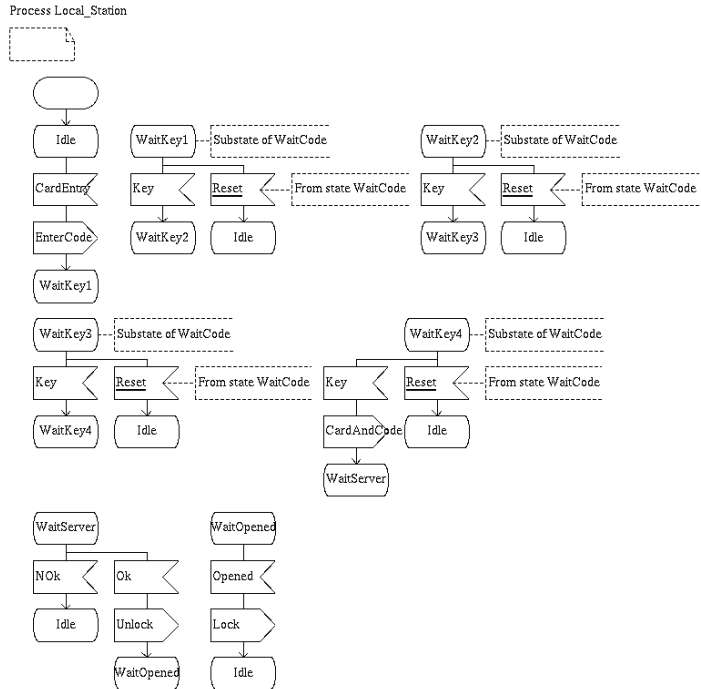 Process Local_Station
Idle
CardEntry
EnterCode
WaitKey1
WaitKey1
Substate of WaitCode
Key
Reset
From state WaitCode
WaitKey2
Idle
WaitKey2
Substate of WaitCode
Key
Reset
From state WaitCode
WaitKey3
Idle
WaitKey3
Substate of WaitCode
Key
Reset
From state WaitCode
WaitKey4
Idle
WaitKey4
Substate of WaitCode
Key
Reset
From state WaitCode
CardAndCode
Idle
WaitServer
WaitServer
NOk
Ok
Idle
Unlock
WaitOpened
WaitOpened
Opened
Lock
Idle